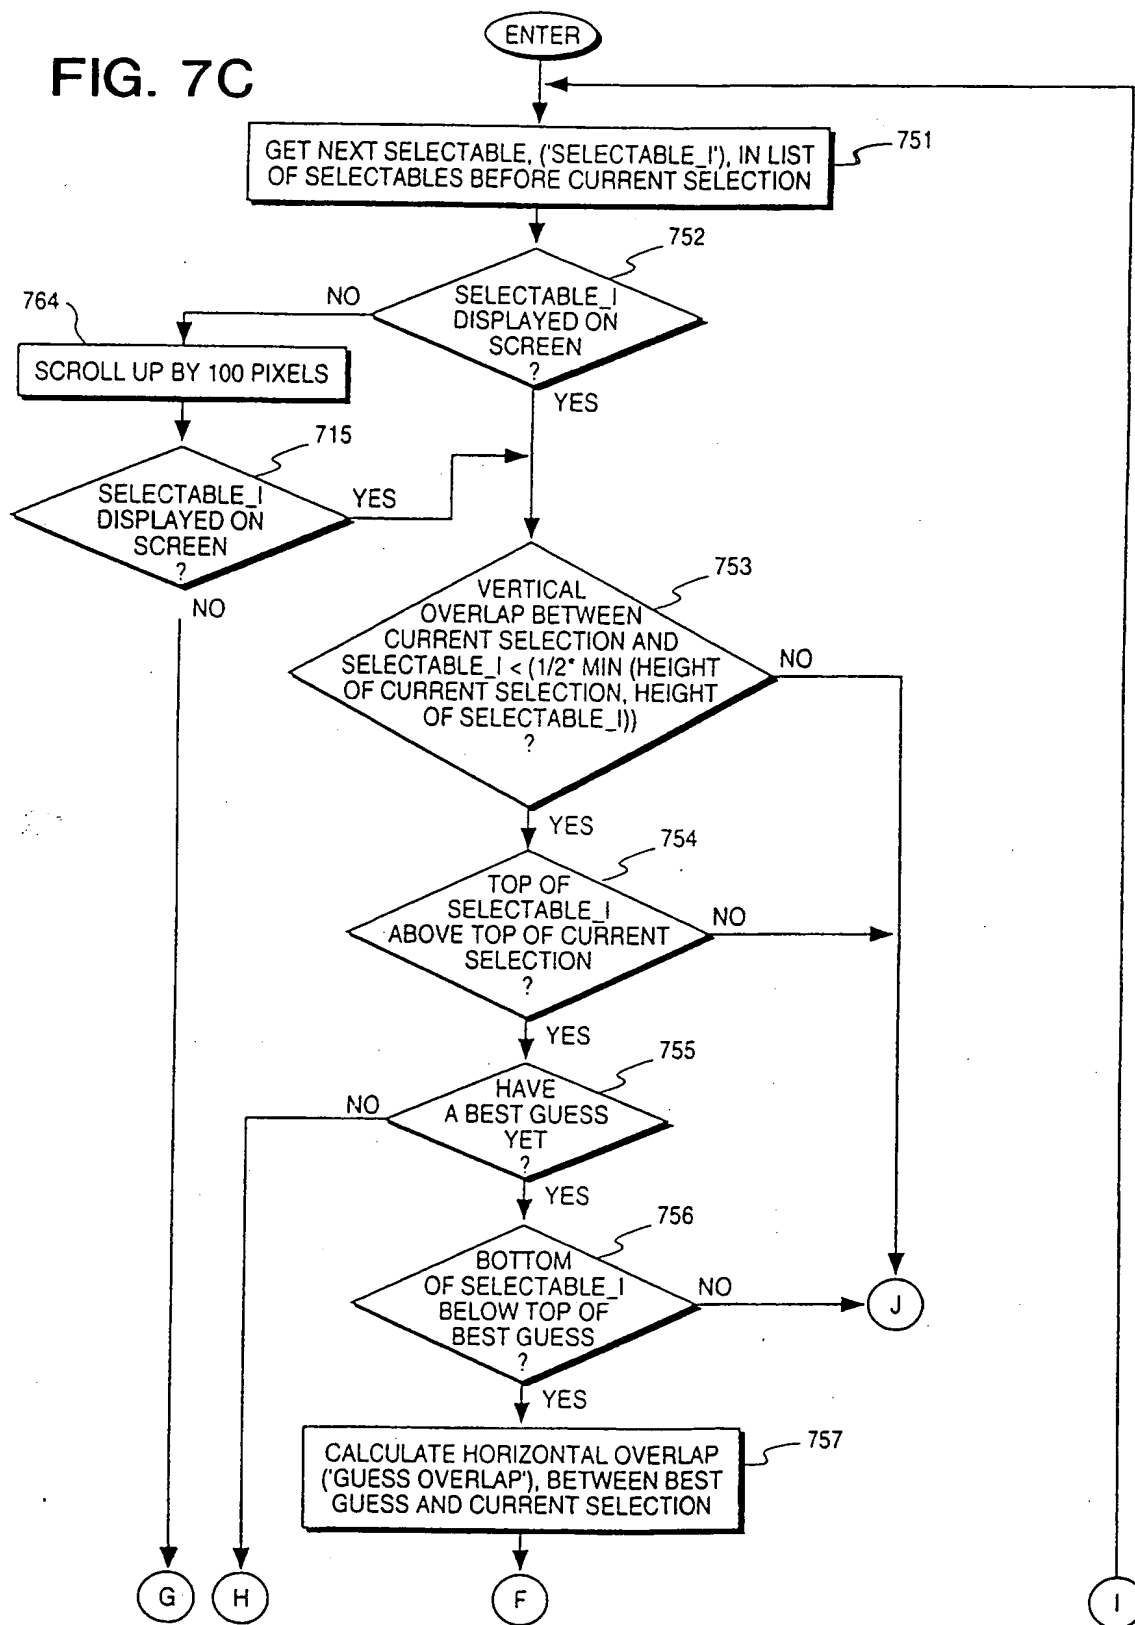 ENTER
FIG. 7C
GET NEXT SELECTABLE, ('SELECTABLE_I'), IN LIST
OF SELECTABLES BEFORE CURRENT SELECTION
751
752
SELECTABLE_I
DISPLAYED ON
SCREEN
?
NO
YES
764
SCROLL UP BY 100 PIXELS
715
SELECTABLE_I
DISPLAYED ON
SCREEN
?
YES
NO
753
VERTICAL
OVERLAP BETWEEN
CURRENT SELECTION AND
SELECTABLE_I < (1/2* MIN (HEIGHT
OF CURRENT SELECTION, HEIGHT
OF SELECTABLE_I))
?
NO
YES
754
TOP OF
SELECTABLE_I
ABOVE TOP OF CURRENT
SELECTION
?
NO
YES
755
HAVE
A BEST GUESS
YET
?
NO
YES
756
BOTTOM
OF SELECTABLE_I
BELOW TOP OF
BEST GUESS
?
NO
J
YES
757
CALCULATE HORIZONTAL OVERLAP
('GUESS OVERLAP'), BETWEEN BEST
GUESS AND CURRENT SELECTION
G
H
F
I